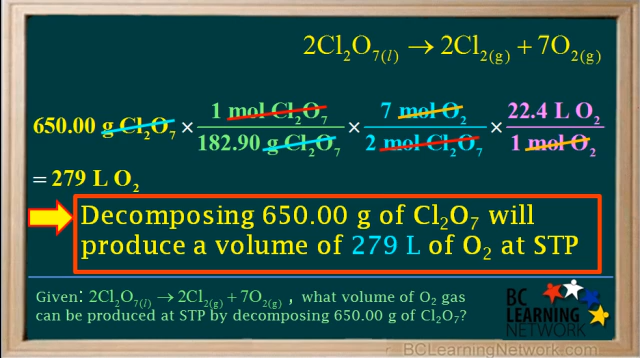 2Cl₂O₇₍l₎ → 2Cl₂₍g₎ + 7O₂₍g₎
650.00 g Cl₂O₇ × 1 mol Cl₂O₇ / 182.90 g Cl₂O₇ × 7 mol O₂ / 2 mol Cl₂O₇ × 22.4 L O₂ / 1 mol O₂
= 279 L O₂
Decomposing 650.00 g of Cl₂O₇ will
produce a volume of 279 L of O₂ at STP
Given: 2Cl₂O₇₍l₎ → 2Cl₂₍g₎ + 7O₂₍g₎ , what volume of O₂ gas
can be produced at STP by decomposing 650.00 g of Cl₂O₇?
BC
LEARNING
NETWORK
BCLearningNetwork.com